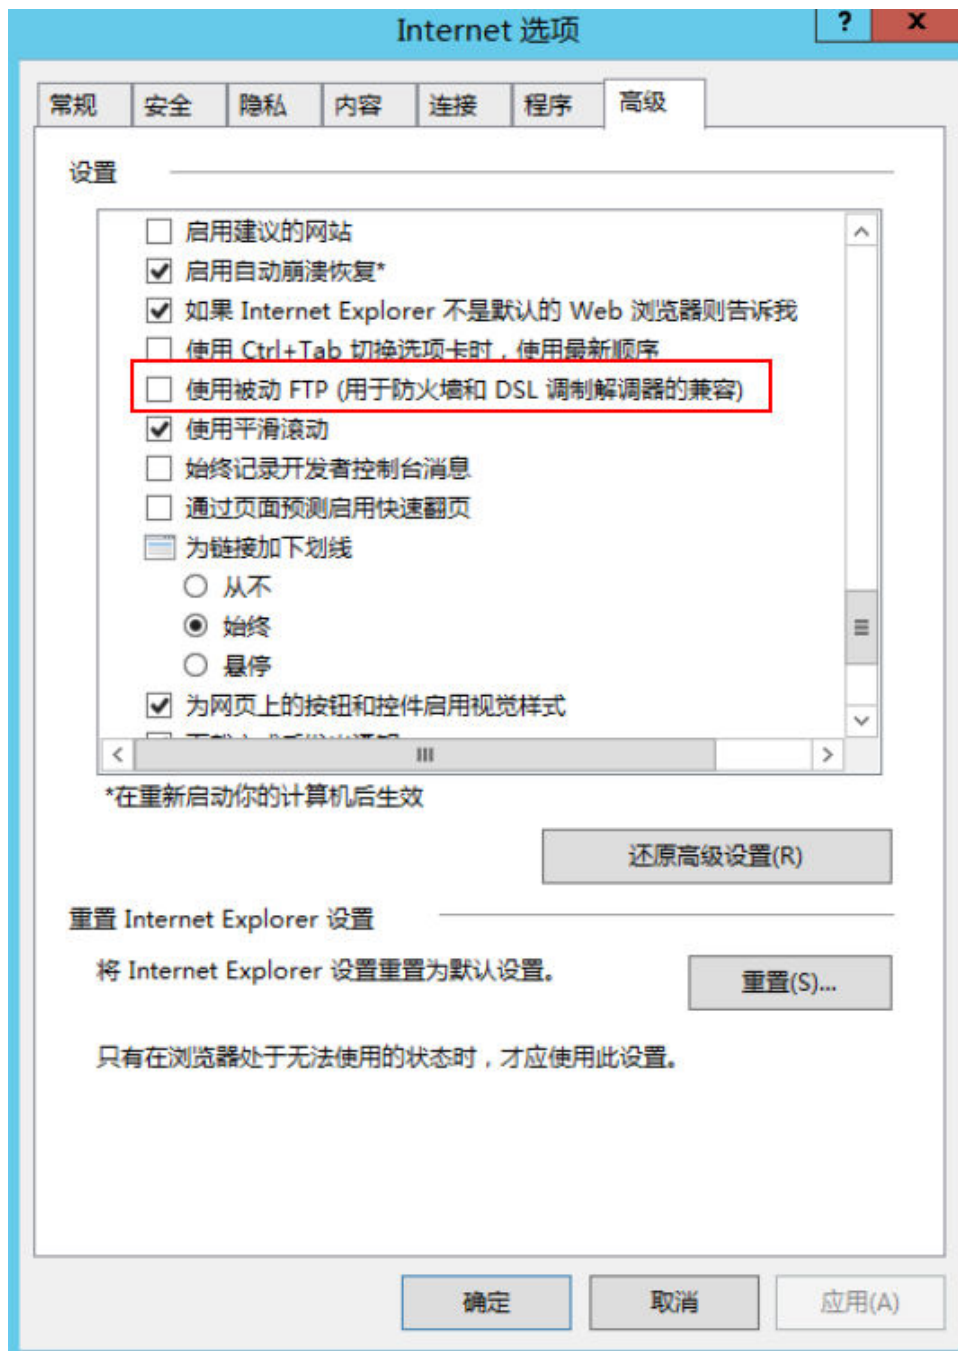 Internet 选项
?
x
常规 安全 隐私 内容 连接 程序 高级
设置
启用建议的网站
启用自动崩溃恢复*
如果 Internet Explorer 不是默认的 Web 浏览器则告诉我
使用 Ctrl+Tab 切换选项卡时，使用最新顺序
使用被动 FTP (用于防火墙和 DSL 调制解调器的兼容)
使用平滑滚动
始终记录开发者控制台消息
通过页面预测启用快速翻页
为链接加下划线
从不
始终
悬停
为网页上的按钮和控件启用视觉样式
*在重新启动你的计算机后生效
还原高级设置(R)
重置 Internet Explorer 设置
将 Internet Explorer 设置重置为默认设置。
重置(S)...
只有在浏览器处于无法使用的状态时，才应使用此设置。
确定 取消 应用(A)